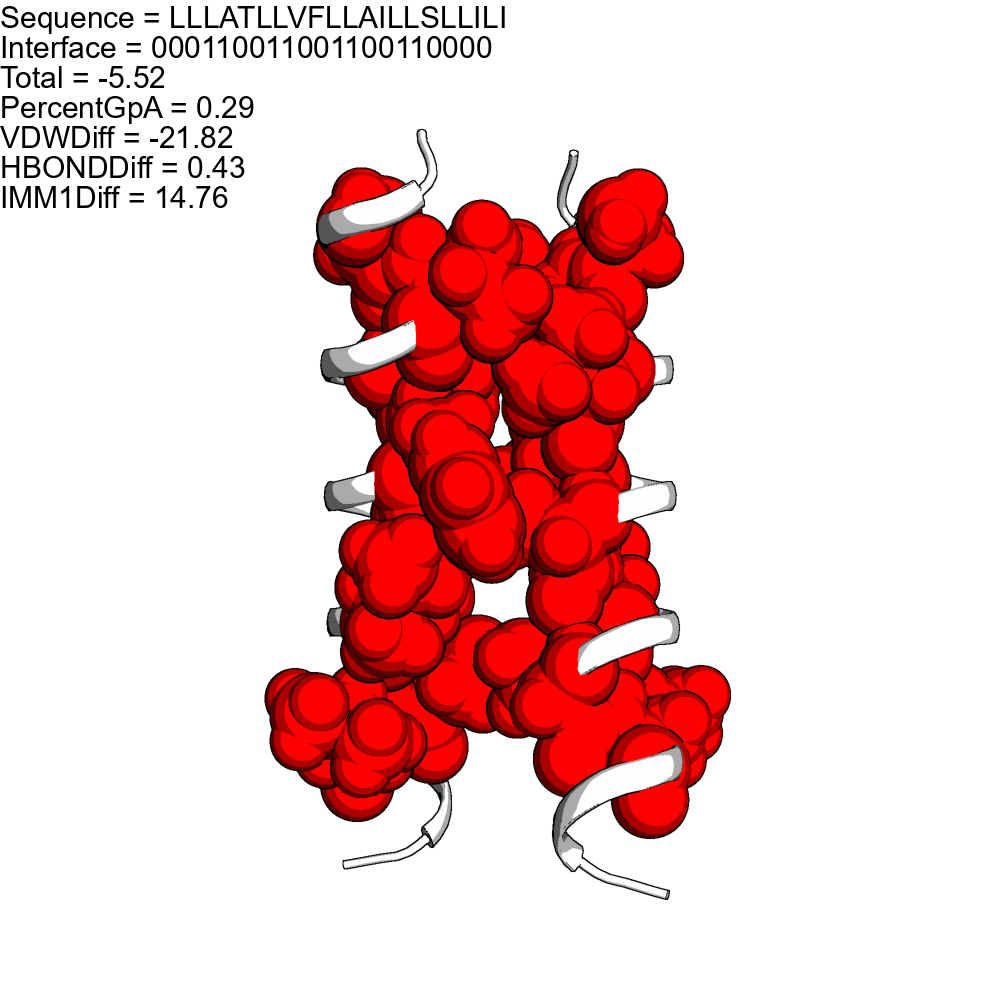 Sequence = LLLATLLVFLLAILLSLLILI
Interface = 000110011001100110000
Total = -5.52
PercentGpA = 0.29
VDWDiff = -21.82
HBONDDiff = 0.43
IMM1Diff = 14.76